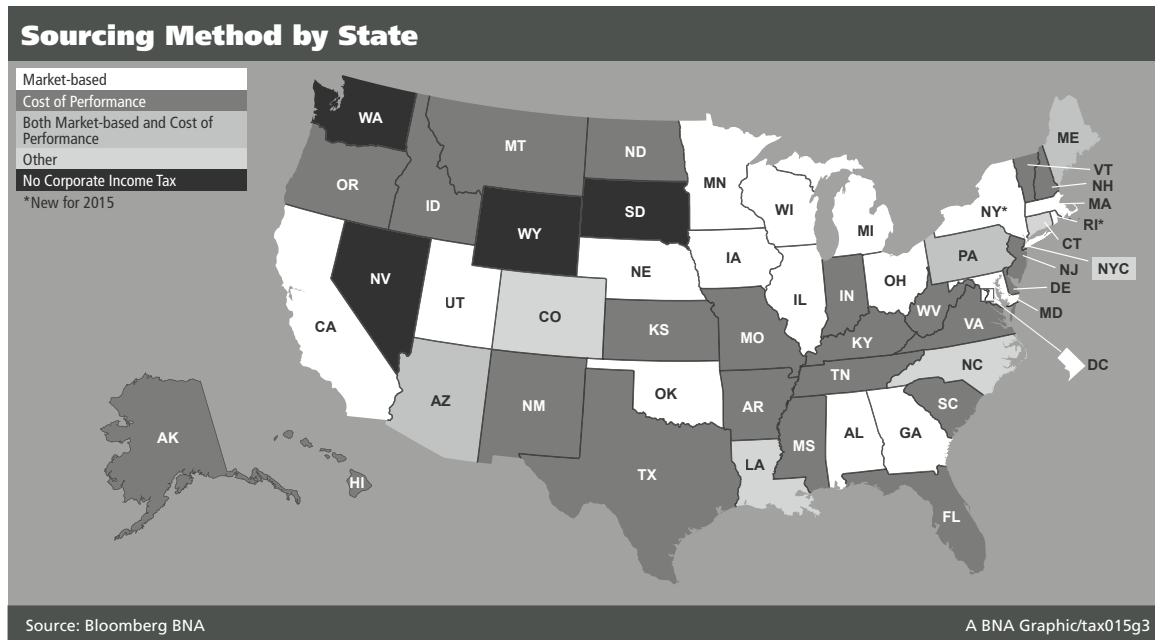 Sourcing Method by State
Market-based
Cost of Performance
Both Market-based and Cost of
Performance
Other
No Corporate Income Tax
*New for 2015
WA
MT
ND
OR
ID
SD
WY
MN
WI
MI
NY*
ME
VT
NH
MA
RI*
CT
NYC
NJ
DE
MD
DC
PA
NV
UT
CA
CO
NE
IA
IL
IN
OH
WV
VA
KS
MO
KY
NC
TN
AZ
NM
OK
AR
SC
MS
AL
GA
LA
TX
FL
AK
HI
Source: Bloomberg BNA
A BNA Graphic/tax015g3